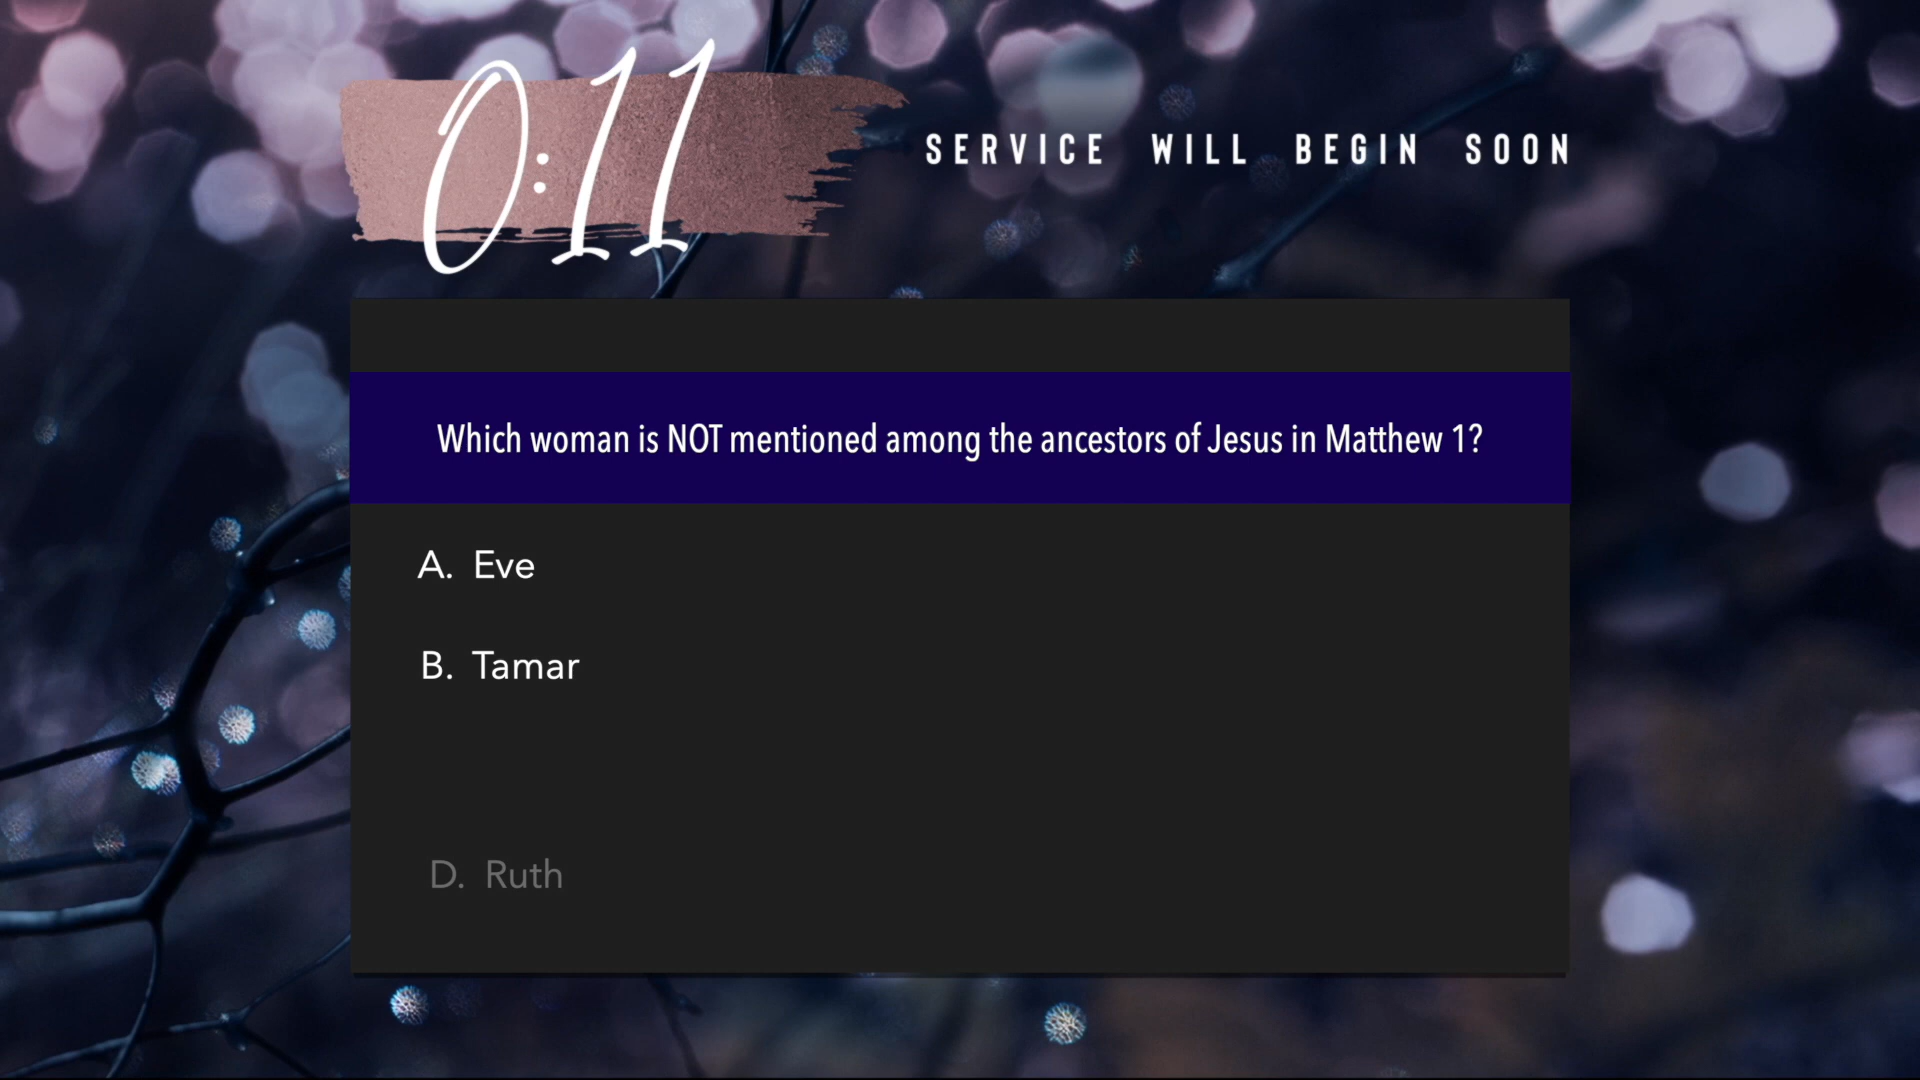 0:11
SERVICE WILL BEGIN SOON
Which woman is NOT mentioned among the ancestors of Jesus in Matthew 1?
A. Eve
B. Tamar
D. Ruth